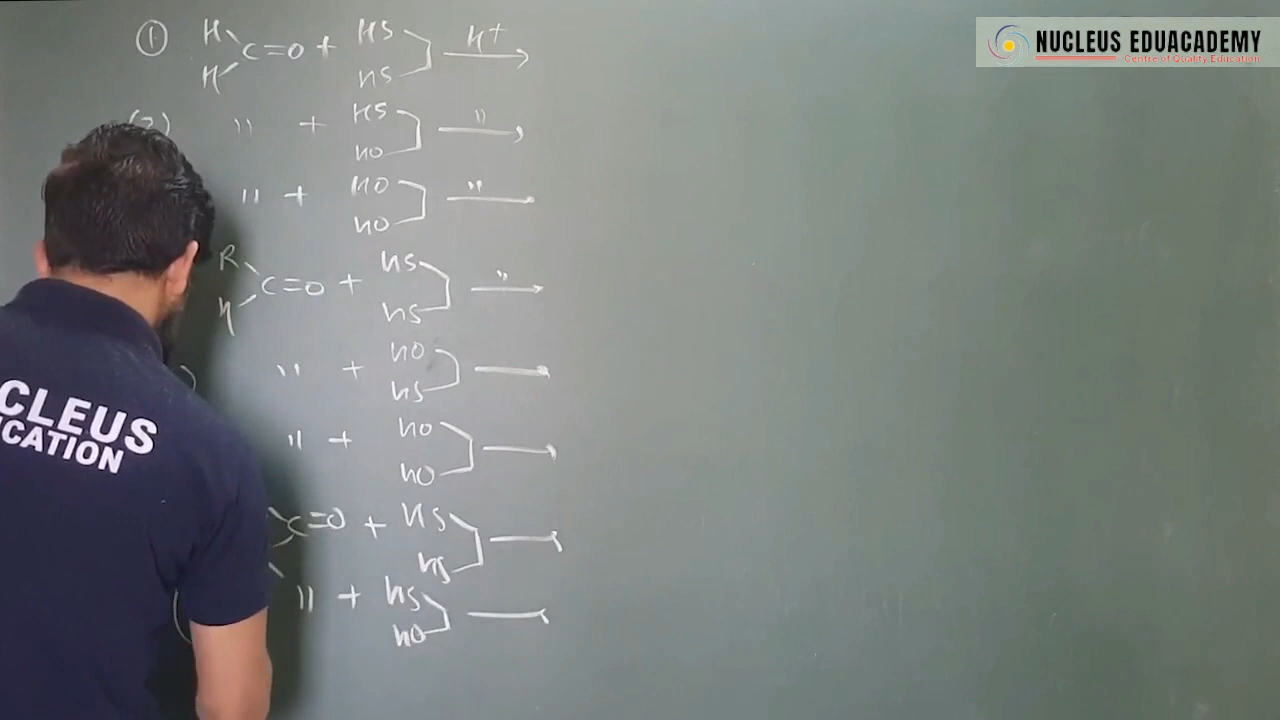 NUCLEUS EDUACADEMY
Centre of Quality Education
① H HS
C=O + H+
H HS
(2) " + HS "
HO
" + HO "
HO
R HS
C=O + "
H HS
" + HO
HS
" + HO
HO
C=O + HS
HS
" + HS
HO
CLEUS
CATION